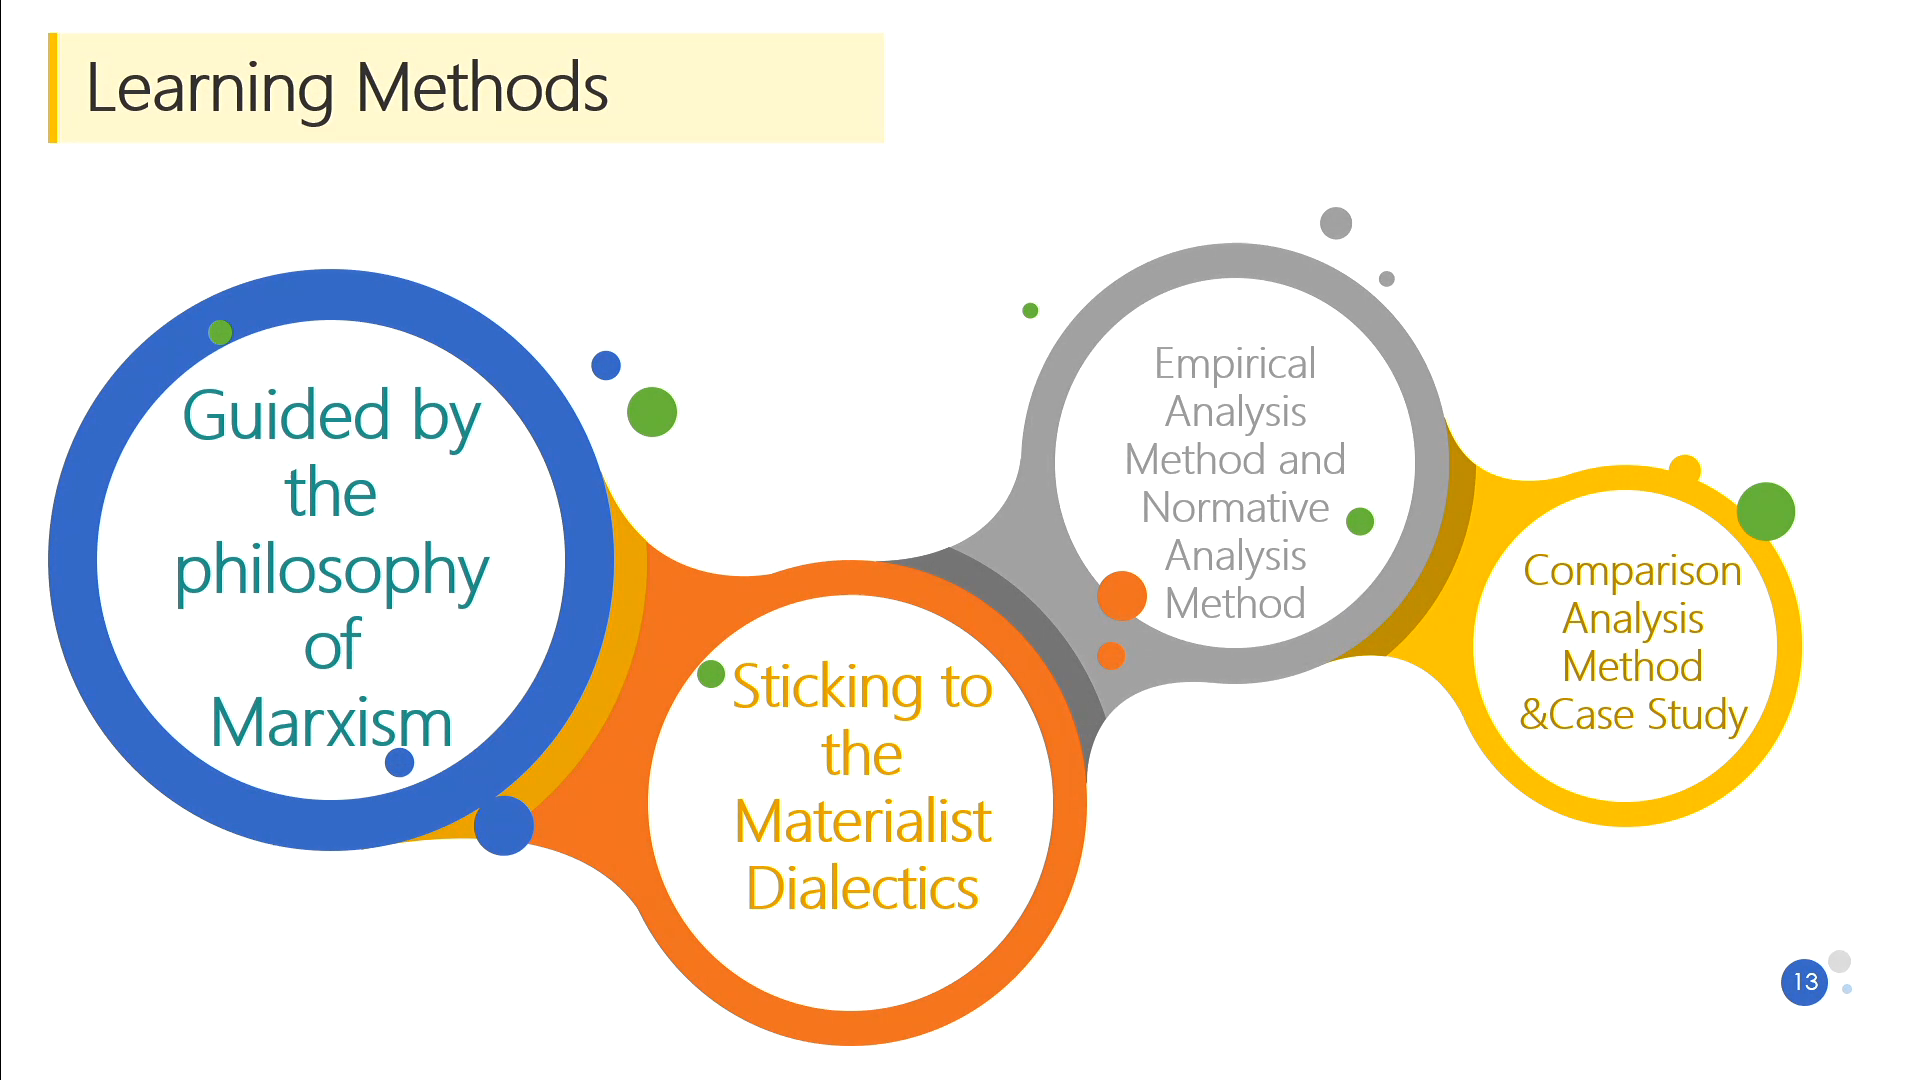 Learning Methods
Guided by
the
philosophy
of
Marxism
Sticking to
the
Materialist
Dialectics
Empirical
Analysis
Method and
Normative
Analysis
Method
Comparison
Analysis
Method
&Case Study
13